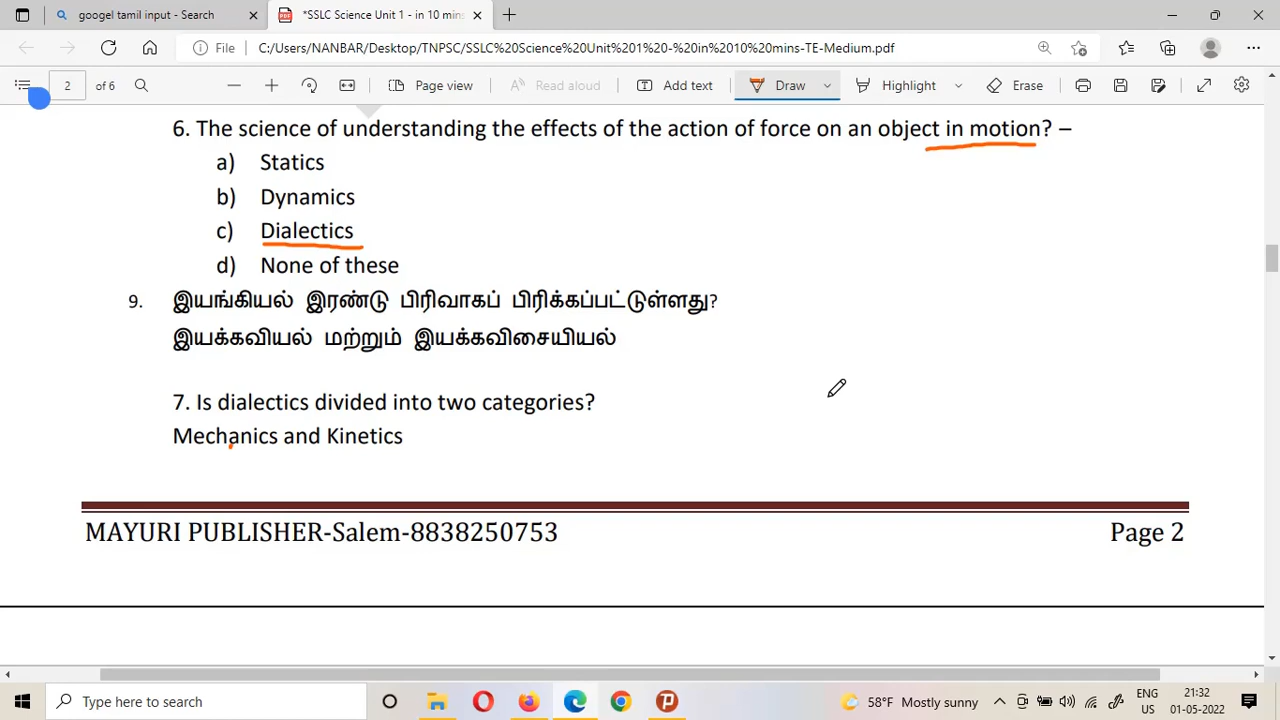 googel tamil input - Search
*SSLC Science Unit 1 - in 10 mins
File
C:/Users/NANBAR/Desktop/TNPSC/SSLC%20Science%20Unit%201%20-%20in%2010%20mins-TE-Medium.pdf
2 of 6
Page view
Read aloud
Add text
Draw
Highlight
Erase
6. The science of understanding the effects of the action of force on an object in motion? –
a) Statics
b) Dynamics
c) Dialectics
d) None of these
9. இயங்கியல் இரண்டு பிரிவாகப் பிரிக்கப்பட்டுள்ளது?
இயக்கவியல் மற்றும் இயக்கவிசையியல்
7. Is dialectics divided into two categories?
Mechanics and Kinetics
MAYURI PUBLISHER-Salem-8838250753 Page 2
Type here to search
58°F Mostly sunny
ENG US
21:32
01-05-2022